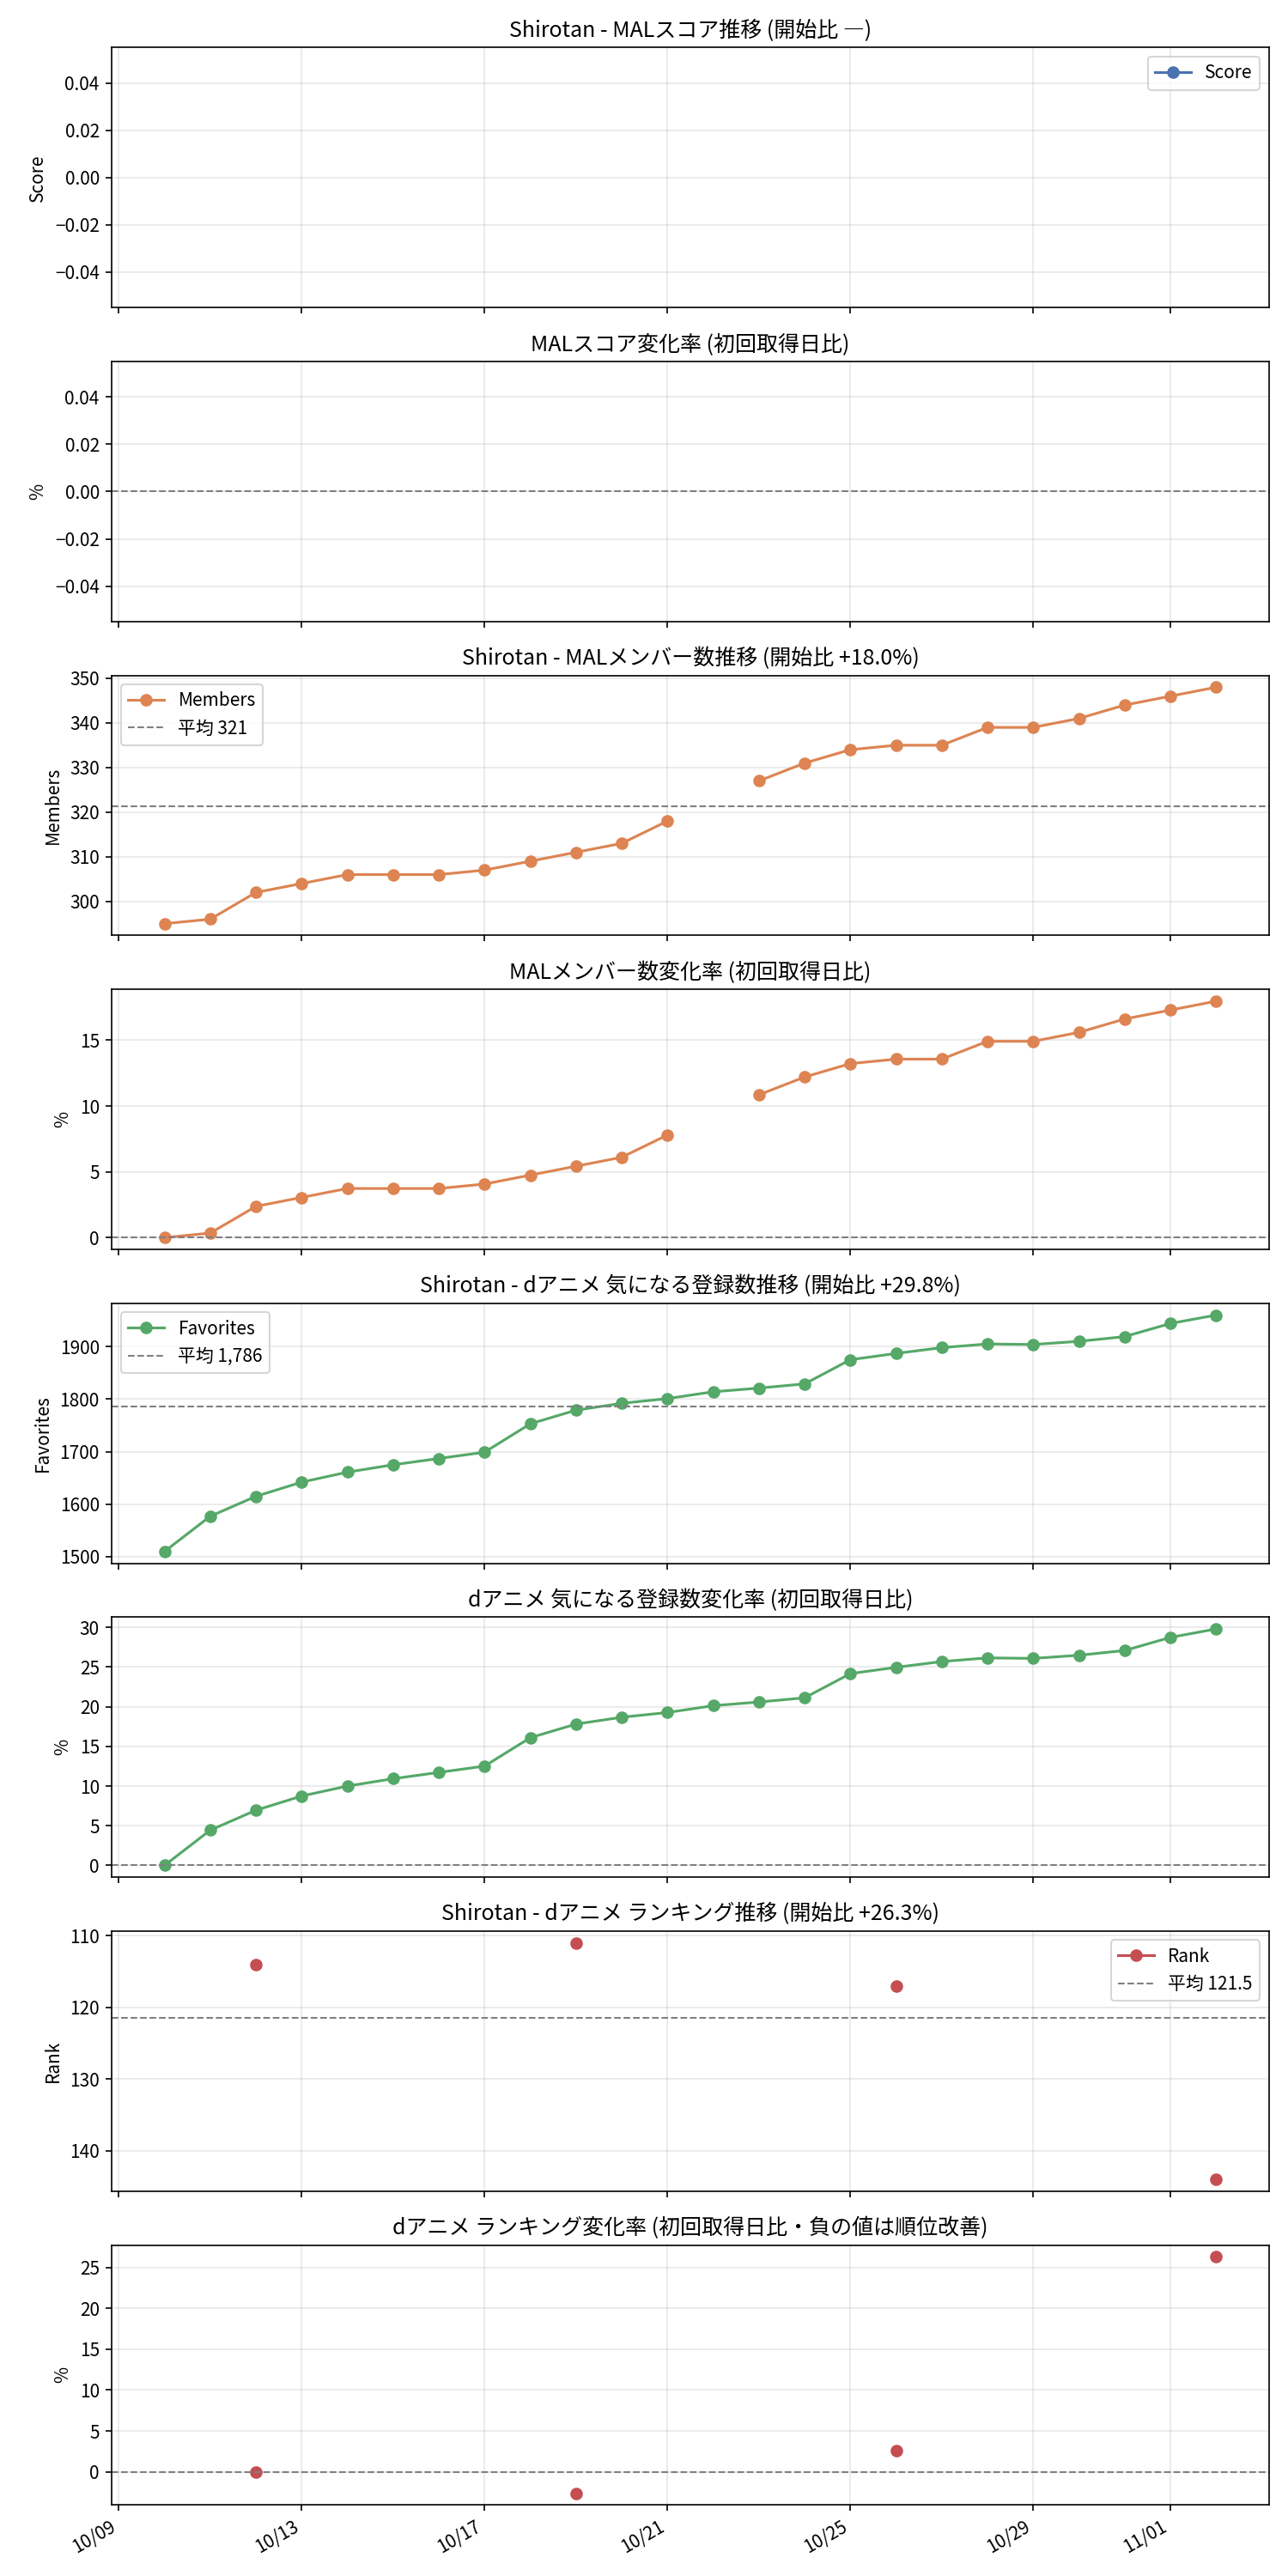 Shirotan - MALスコア推移 (開始比 ―)
0.04
0.02
0.00
−0.02
−0.04
Score
Score
MALスコア変化率 (初回取得日比)
0.04
0.02
0.00
−0.02
−0.04
%
Shirotan - MALメンバー数推移 (開始比 +18.0%)
350
340
330
320
310
300
Members
Members
平均 321
MALメンバー数変化率 (初回取得日比)
15
10
5
0
%
Shirotan - dアニメ 気になる登録数推移 (開始比 +29.8%)
1900
1800
1700
1600
1500
Favorites
Favorites
平均 1,786
dアニメ 気になる登録数変化率 (初回取得日比)
30
25
20
15
10
5
0
%
Shirotan - dアニメ ランキング推移 (開始比 +26.3%)
110
120
130
140
Rank
Rank
平均 121.5
dアニメ ランキング変化率 (初回取得日比・負の値は順位改善)
25
20
15
10
5
0
%
10/09
10/13
10/17
10/21
10/25
10/29
11/01